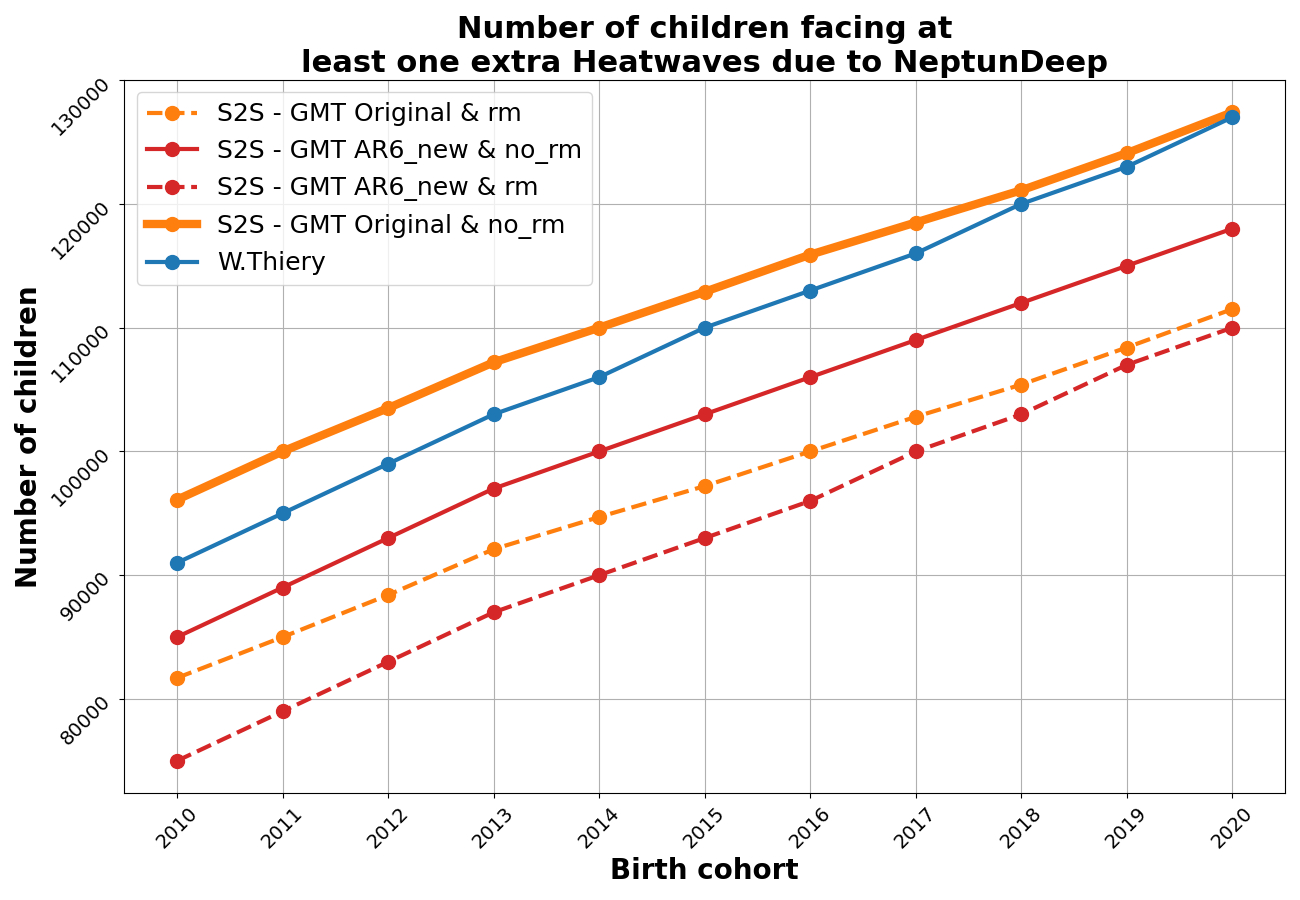 Number of children facing at
least one extra Heatwaves due to NeptunDeep
S2S - GMT Original & rm
S2S - GMT AR6_new & no_rm
S2S - GMT AR6_new & rm
S2S - GMT Original & no_rm
W.Thiery
Number of children
130000
120000
110000
100000
90000
80000
2010
2011
2012
2013
2014
2015
2016
2017
2018
2019
2020
Birth cohort